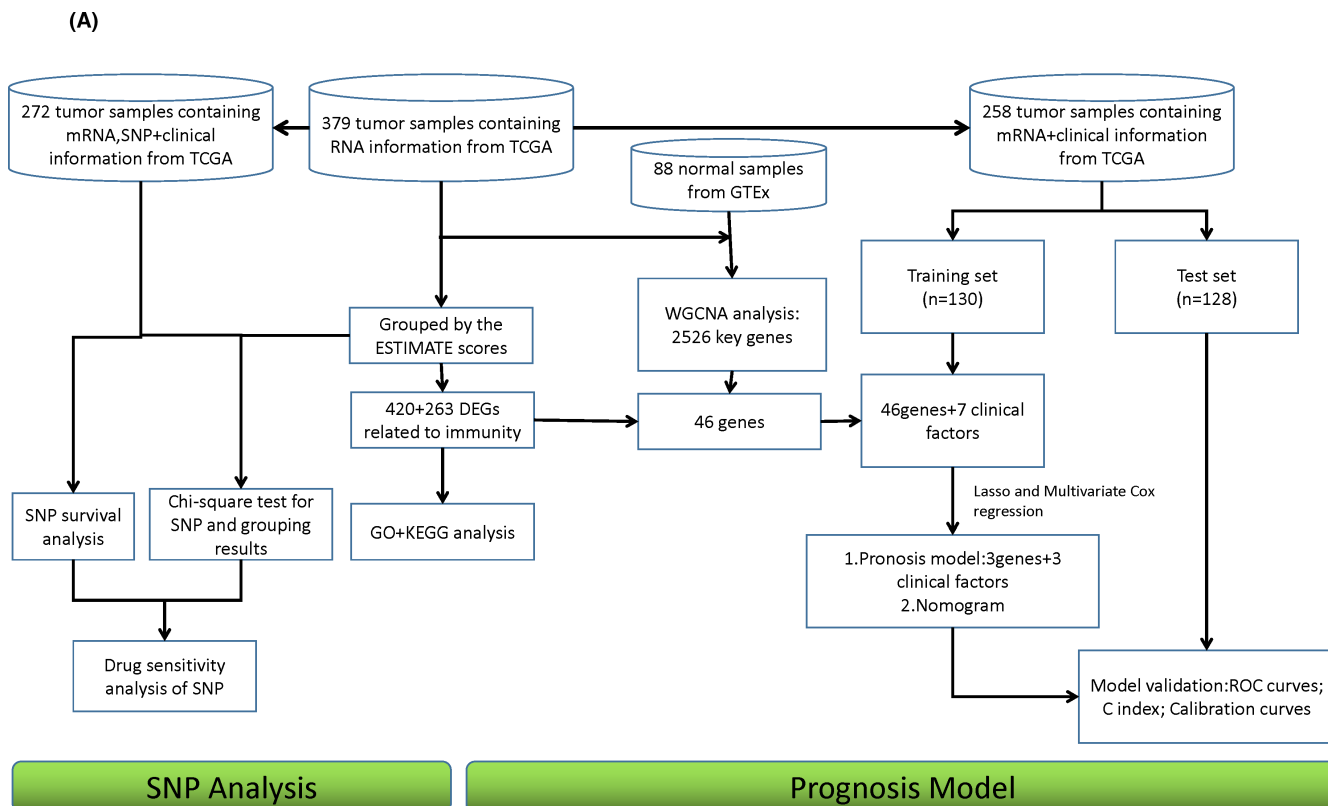 (A)
272 tumor samples containing
mRNA,SNP+clinical
information from TCGA
379 tumor samples containing
RNA information from TCGA
258 tumor samples containing
mRNA+clinical information
from TCGA
88 normal samples
from GTEx
Training set
(n=130)
Test set
(n=128)
Grouped by the
ESTIMATE scores
WGCNA analysis:
2526 key genes
420+263 DEGs
related to immunity
46 genes
46genes+7 clinical
factors
Lasso and Multivariate Cox
regression
SNP survival
analysis
Chi-square test for
SNP and grouping
results
GO+KEGG analysis
1.Pronosis model:3genes+3
clinical factors
2.Nomogram
Drug sensitivity
analysis of SNP
Model validation:ROC curves;
C index; Calibration curves
SNP Analysis
Prognosis Model